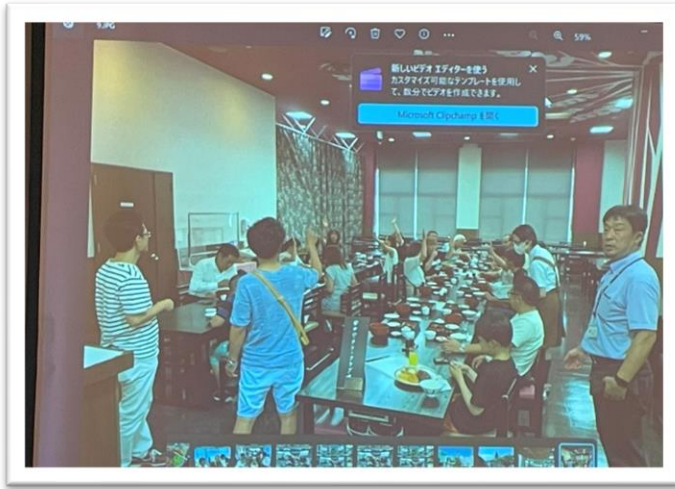 9.JPG
59%
新しいビデオ エディターを使う
カスタマイズ可能なテンプレートを使用し
て、数分でビデオを作成できます。
Microsoft Clipchamp を開く